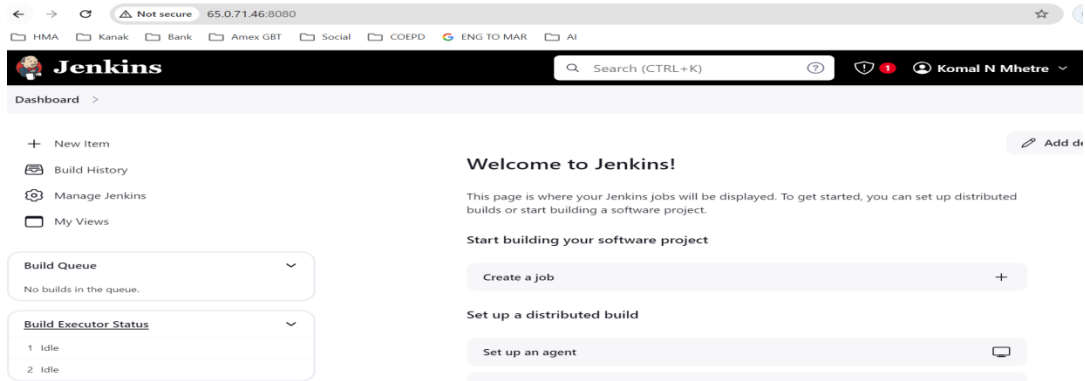 Not secure 65.0.71.46:8080
HMA Kanak Bank Amex GBT Social COEPD G ENG TO MAR AI
Jenkins Search (CTRL+K) ? 1 Komal N Mhetre
Dashboard >
+ New Item
Build History
Manage Jenkins
My Views
Add de
Welcome to Jenkins!
This page is where your Jenkins jobs will be displayed. To get started, you can set up distributed
builds or start building a software project.
Start building your software project
Create a job +
Set up a distributed build
Set up an agent
Build Queue
No builds in the queue.
Build Executor Status
1 Idle
2 Idle